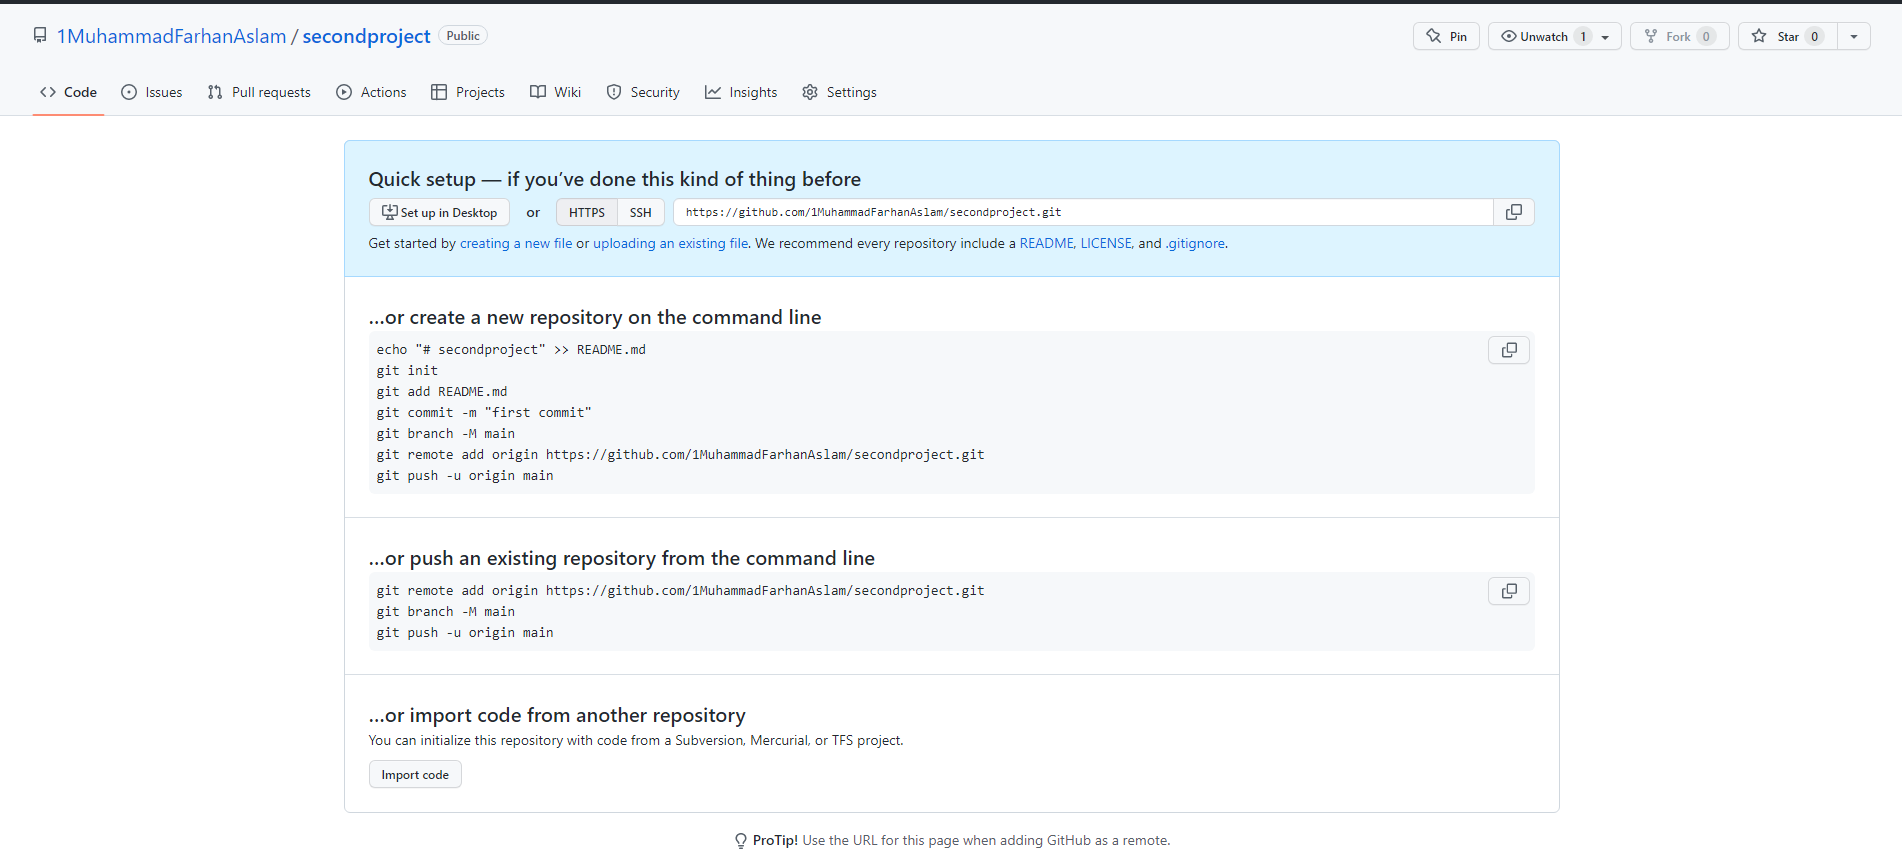 1MuhammadFarhanAslam / secondproject Public
Pin Unwatch 1 Fork 0 Star 0
Code Issues Pull requests Actions Projects Wiki Security Insights Settings
Quick setup — if you've done this kind of thing before
Set up in Desktop or HTTPS SSH https://github.com/1MuhammadFarhanAslam/secondproject.git
Get started by creating a new file or uploading an existing file. We recommend every repository include a README, LICENSE, and .gitignore.
…or create a new repository on the command line
echo "# secondproject" >> README.md
git init
git add README.md
git commit -m "first commit"
git branch -M main
git remote add origin https://github.com/1MuhammadFarhanAslam/secondproject.git
git push -u origin main
…or push an existing repository from the command line
git remote add origin https://github.com/1MuhammadFarhanAslam/secondproject.git
git branch -M main
git push -u origin main
…or import code from another repository
You can initialize this repository with code from a Subversion, Mercurial, or TFS project.
Import code
ProTip! Use the URL for this page when adding GitHub as a remote.